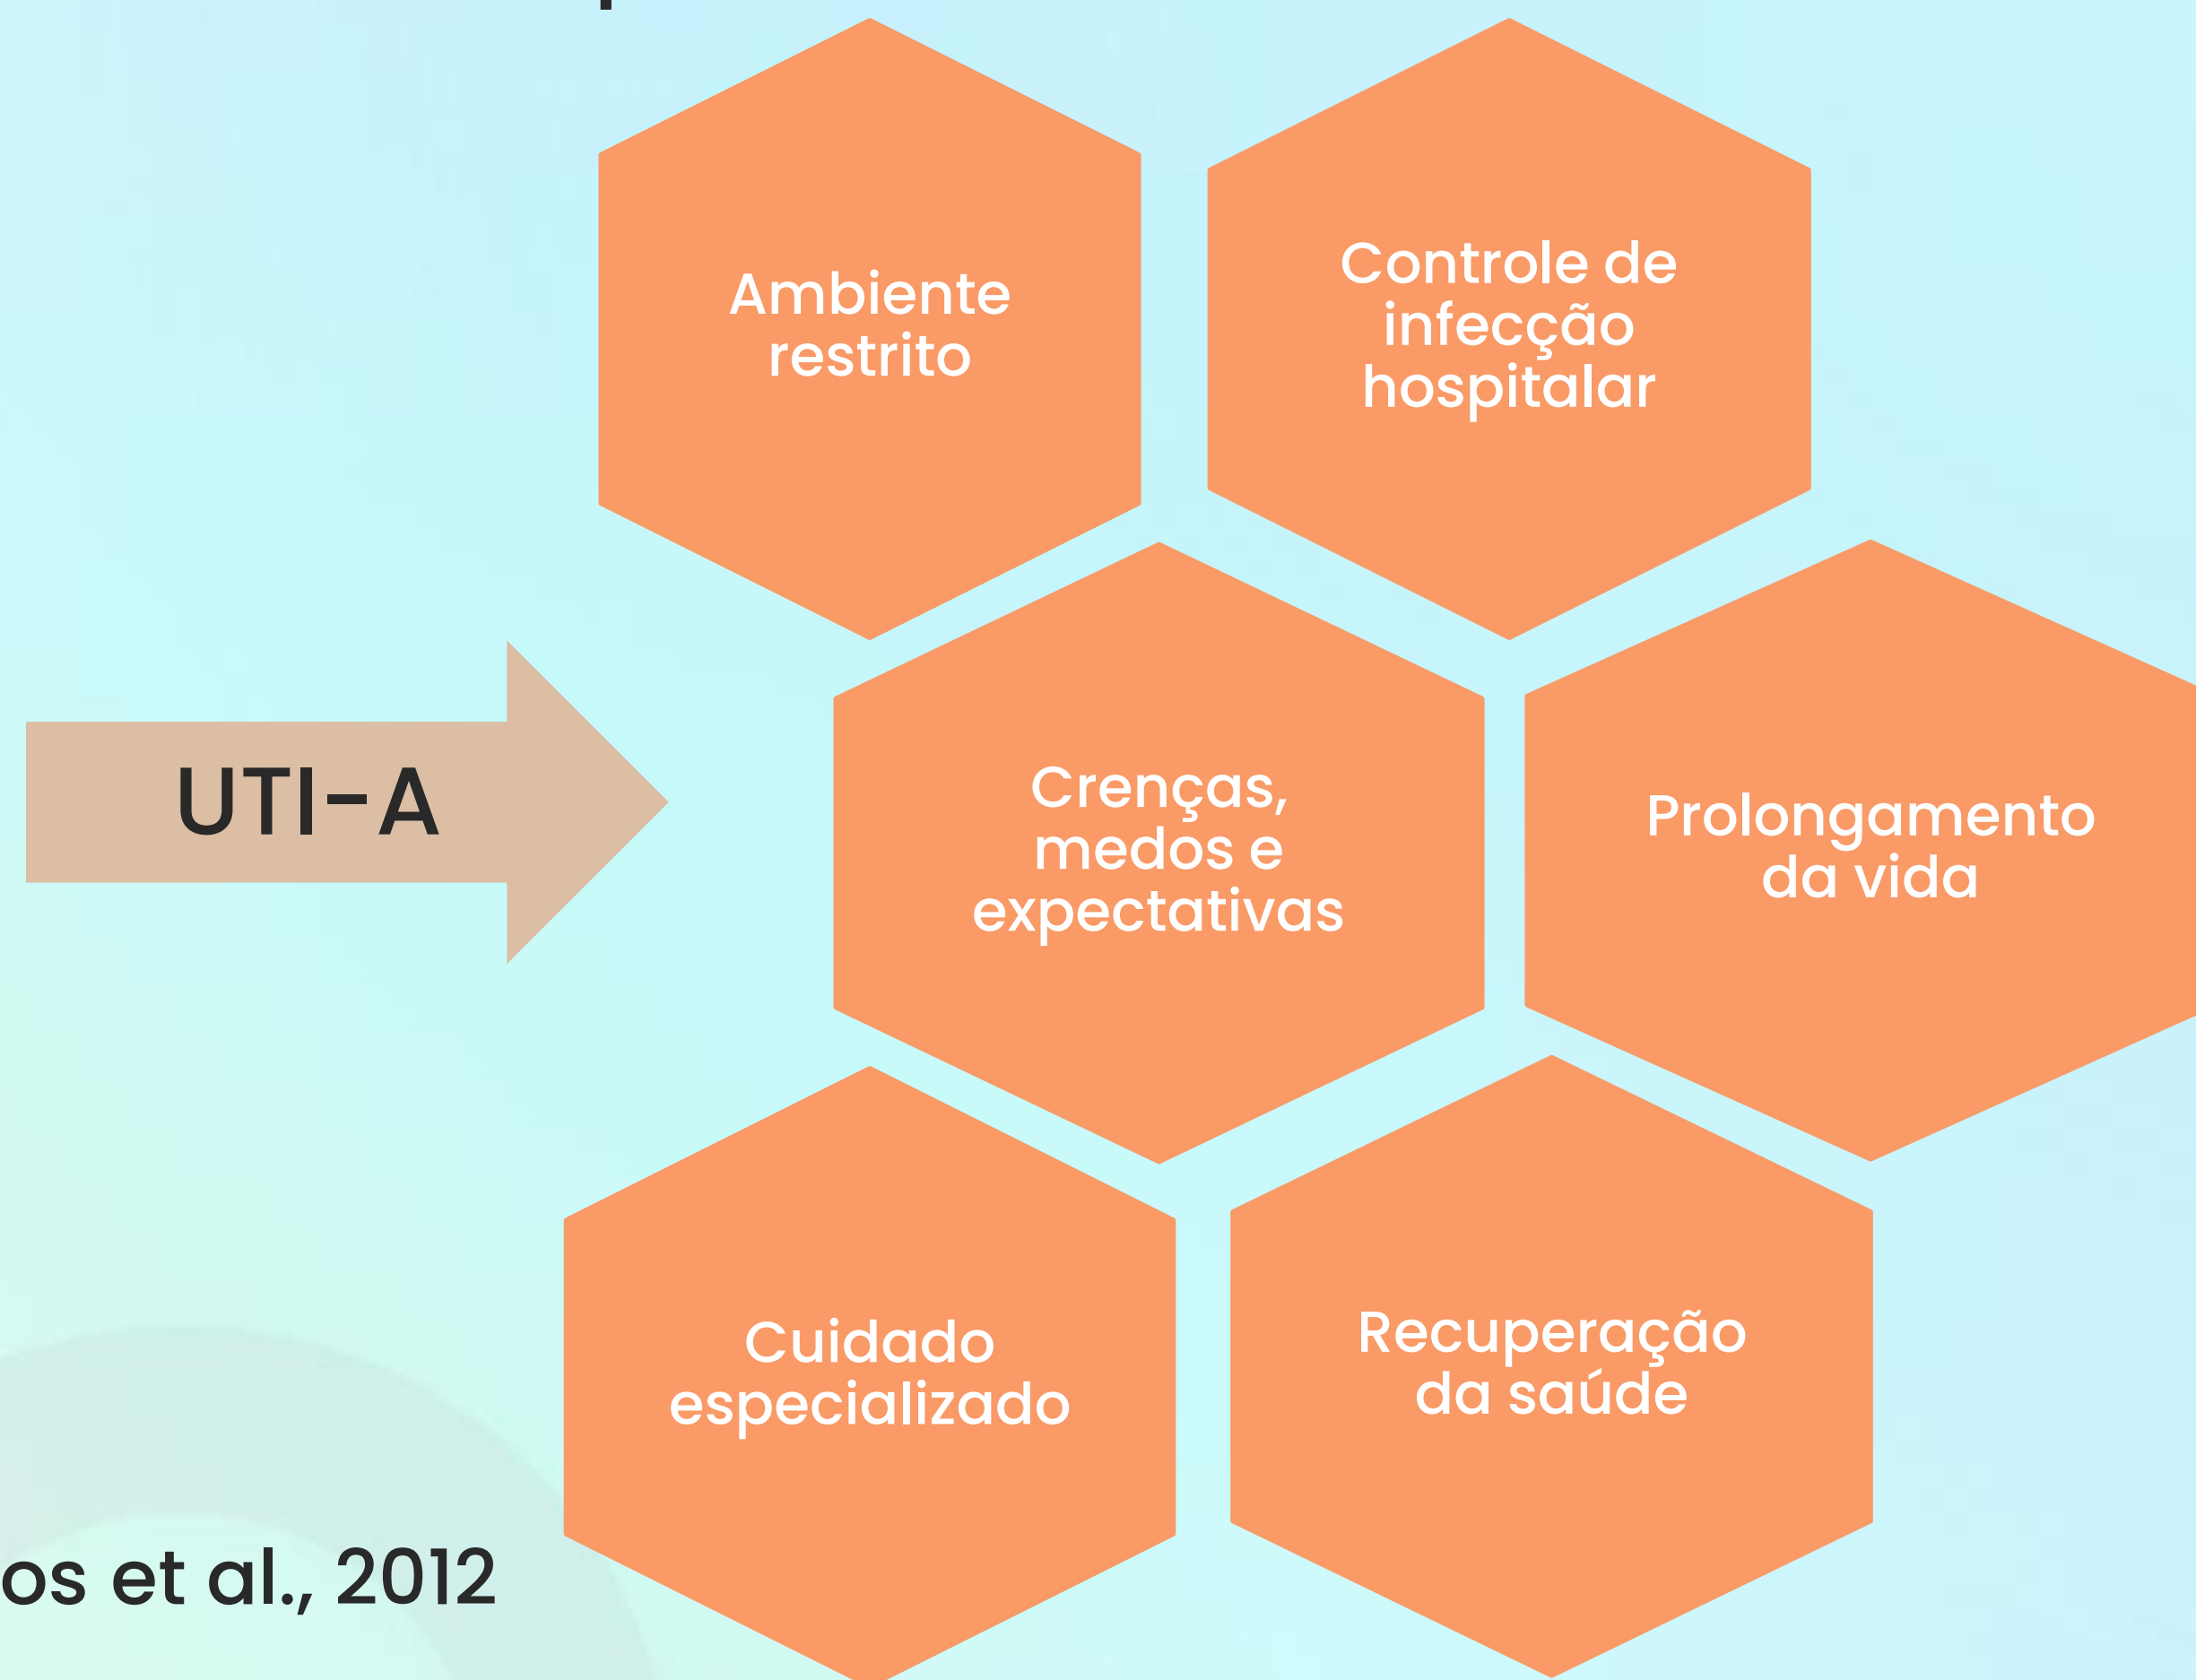 Ambiente
restrito
Controle de
infecção
hospitalar
UTI-A
Crenças,
medos e
expectativas
Prolongamento
da vida
Cuidado
especializado
Recuperação
da saúde
os et al., 2012